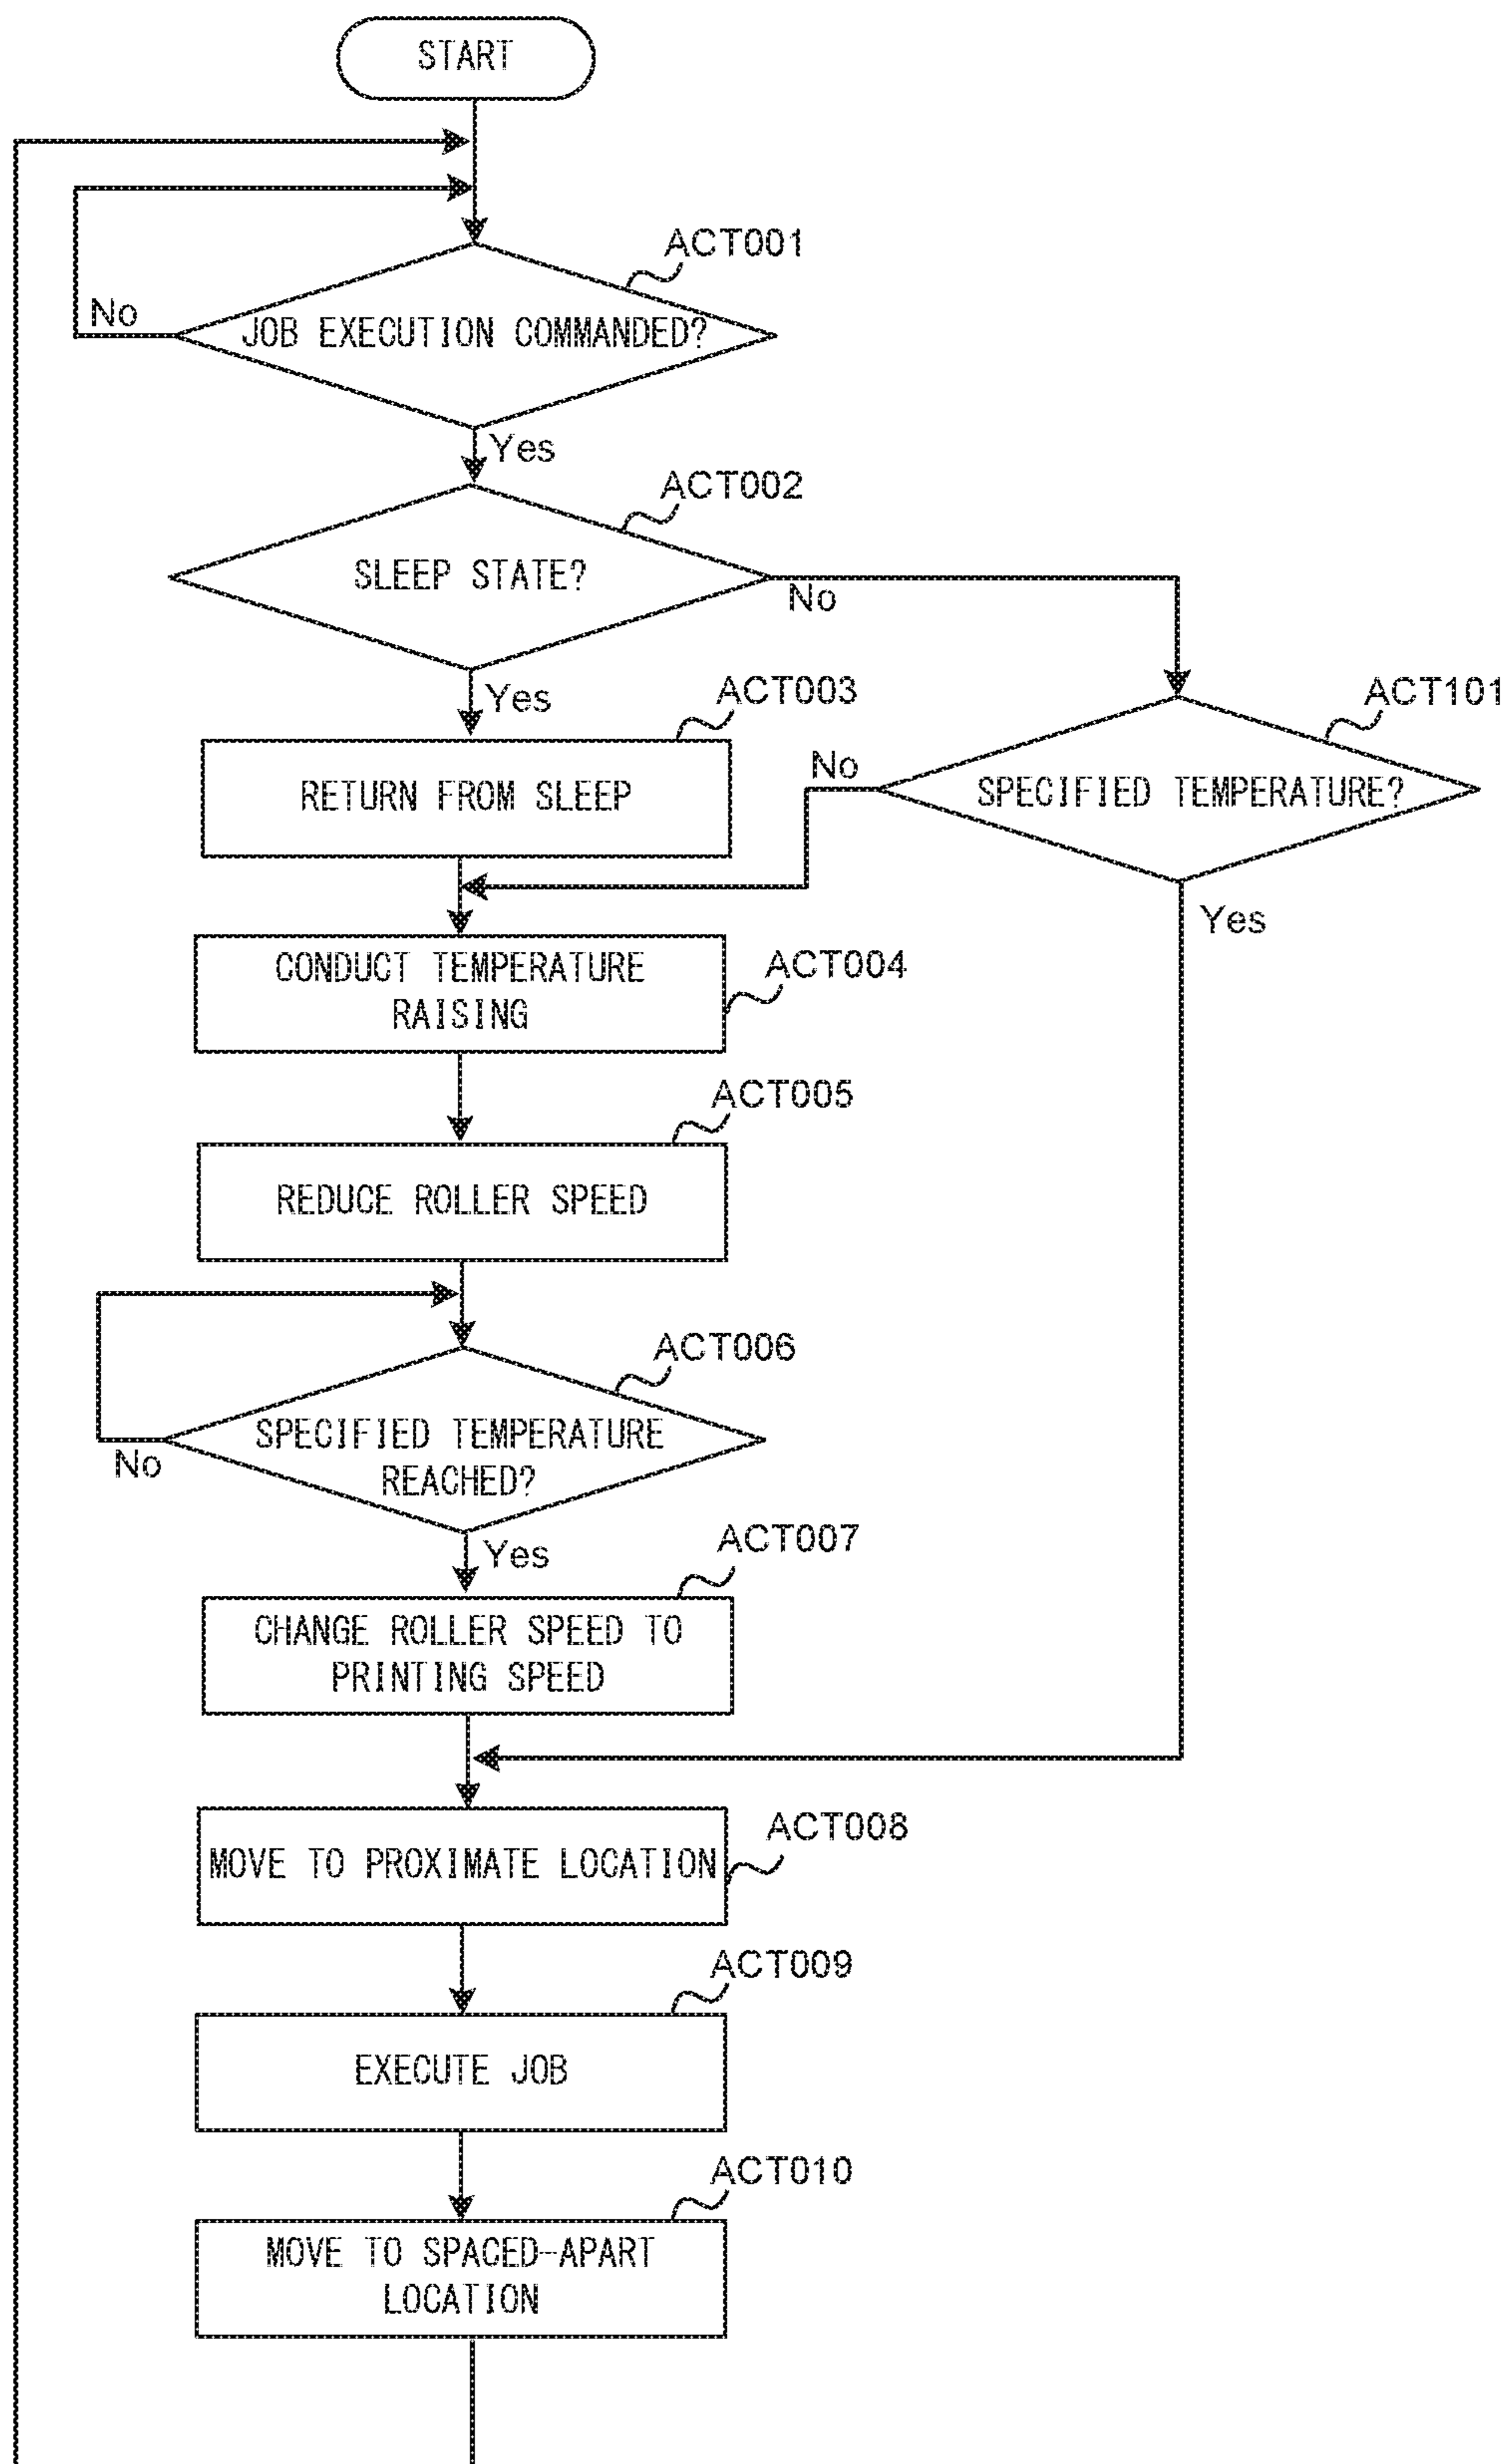 START
ACT001
No
JOB EXECUTION COMMANDED?
Yes
ACT002
SLEEP STATE?
No
Yes
ACT003
ACT101
RETURN FROM SLEEP
No
SPECIFIED TEMPERATURE?
Yes
CONDUCT TEMPERATURE
RAISING
ACT004
ACT005
REDUCE ROLLER SPEED
ACT006
SPECIFIED TEMPERATURE
REACHED?
No
Yes
ACT007
CHANGE ROLLER SPEED TO
PRINTING SPEED
ACT008
MOVE TO PROXIMATE LOCATION
ACT009
EXECUTE JOB
ACT010
MOVE TO SPACED-APART
LOCATION